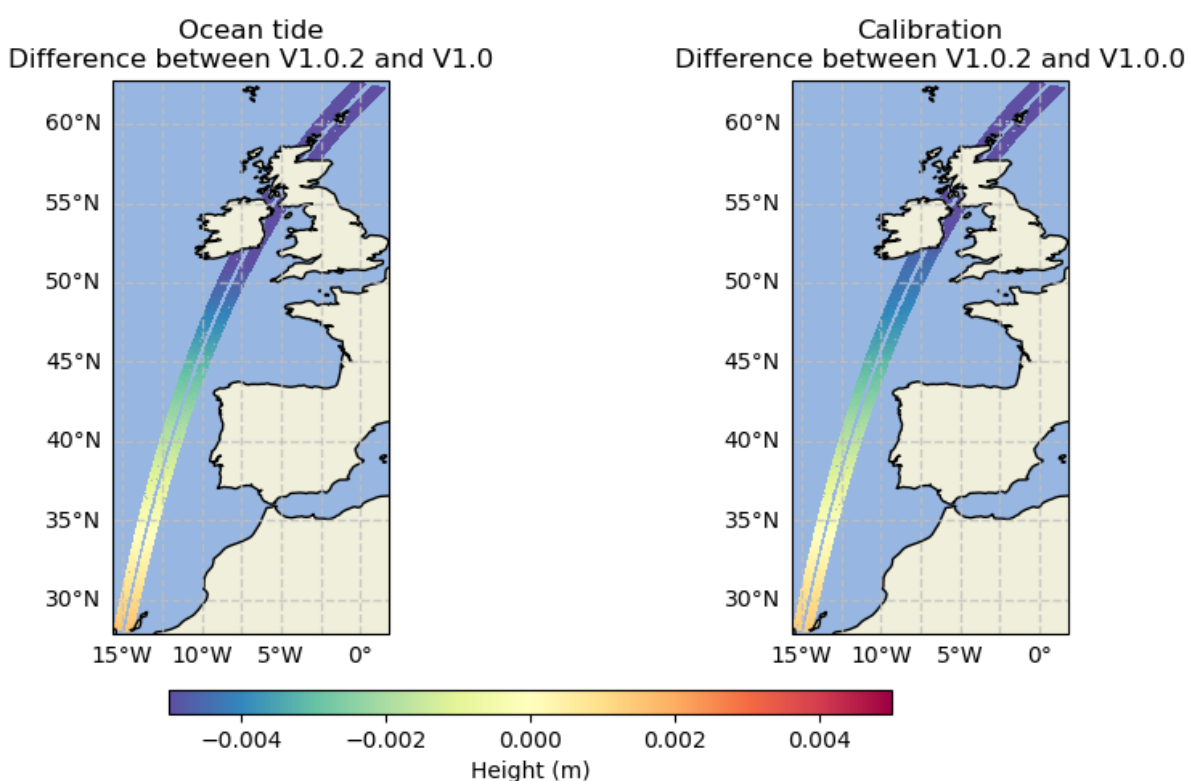 Ocean tide
Difference between V1.0.2 and V1.0
60°N
55°N
50°N
45°N
40°N
35°N
30°N
15°W 10°W 5°W 0°
Calibration
Difference between V1.0.2 and V1.0.0
60°N
55°N
50°N
45°N
40°N
35°N
30°N
15°W 10°W 5°W 0°
−0.004 −0.002 0.000 0.002 0.004
Height (m)